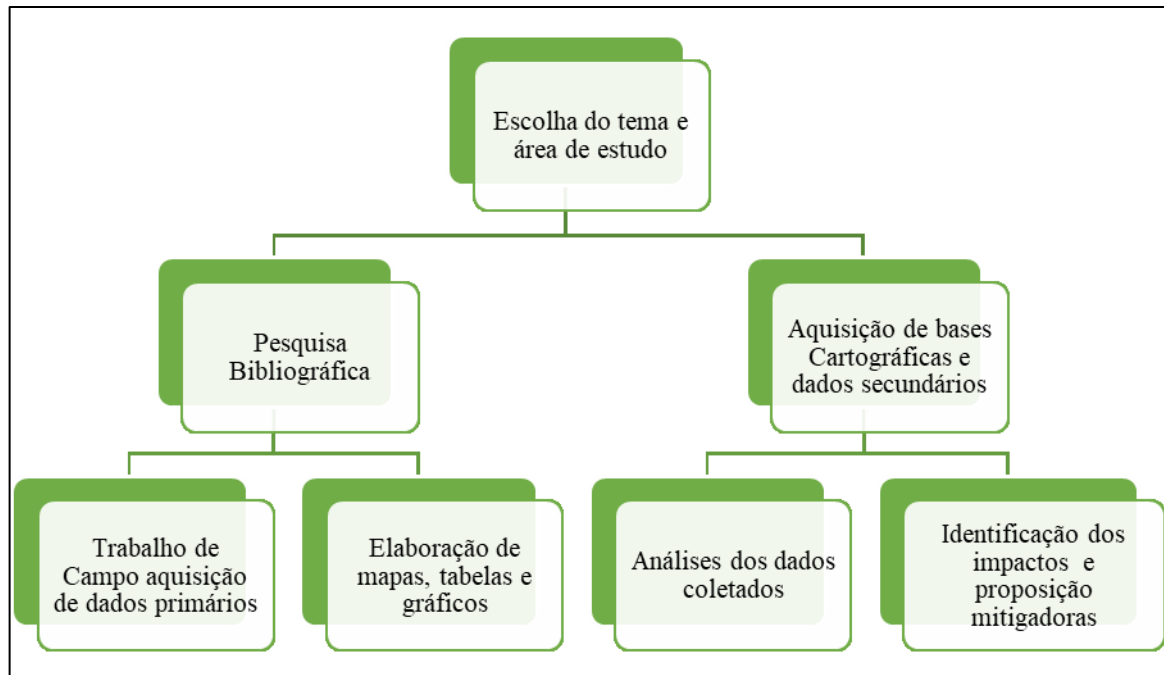 Escolha do tema e
área de estudo
Pesquisa
Bibliográfica
Aquisição de bases
Cartográficas e
dados secundários
Trabalho de
Campo aquisição
de dados primários
Elaboração de
mapas, tabelas e
gráficos
Análises dos dados
coletados
Identificação dos
impactos e
proposição
mitigadoras